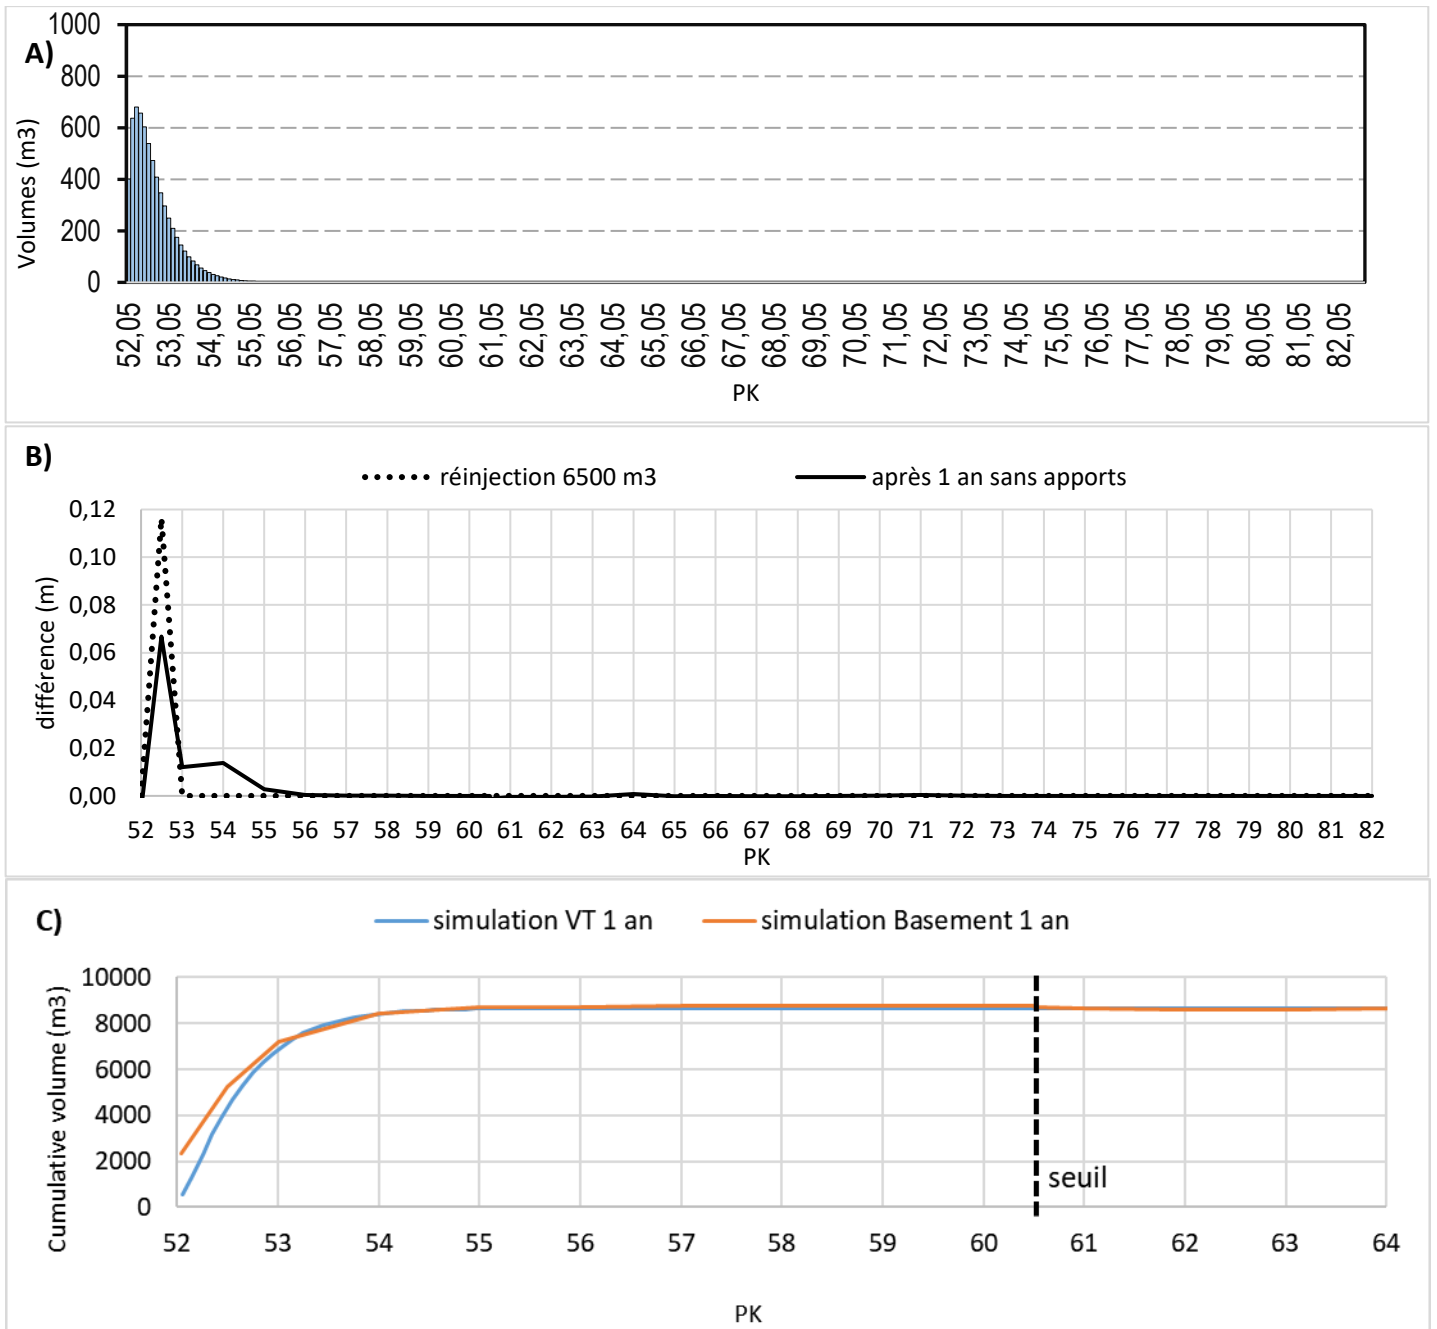 A)
Volumes (m3)
1000
800
600
400
200
0
52,05 53,05 54,05 55,05 56,05 57,05 58,05 59,05 60,05 61,05 62,05 63,05 64,05 65,05 66,05 67,05 68,05 69,05 70,05 71,05 72,05 73,05 74,05 75,05 76,05 77,05 78,05 79,05 80,05 81,05 82,05
PK
B)
réinjection 6500 m3 après 1 an sans apports
différence (m)
0,12
0,10
0,08
0,06
0,04
0,02
0,00
52 53 54 55 56 57 58 59 60 61 62 63 64 65 66 67 68 69 70 71 72 73 74 75 76 77 78 79 80 81 82
PK
C)
simulation VT 1 an simulation Basement 1 an
Cumulative volume (m3)
10000
8000
6000
4000
2000
0
seuil
52 53 54 55 56 57 58 59 60 61 62 63 64
PK